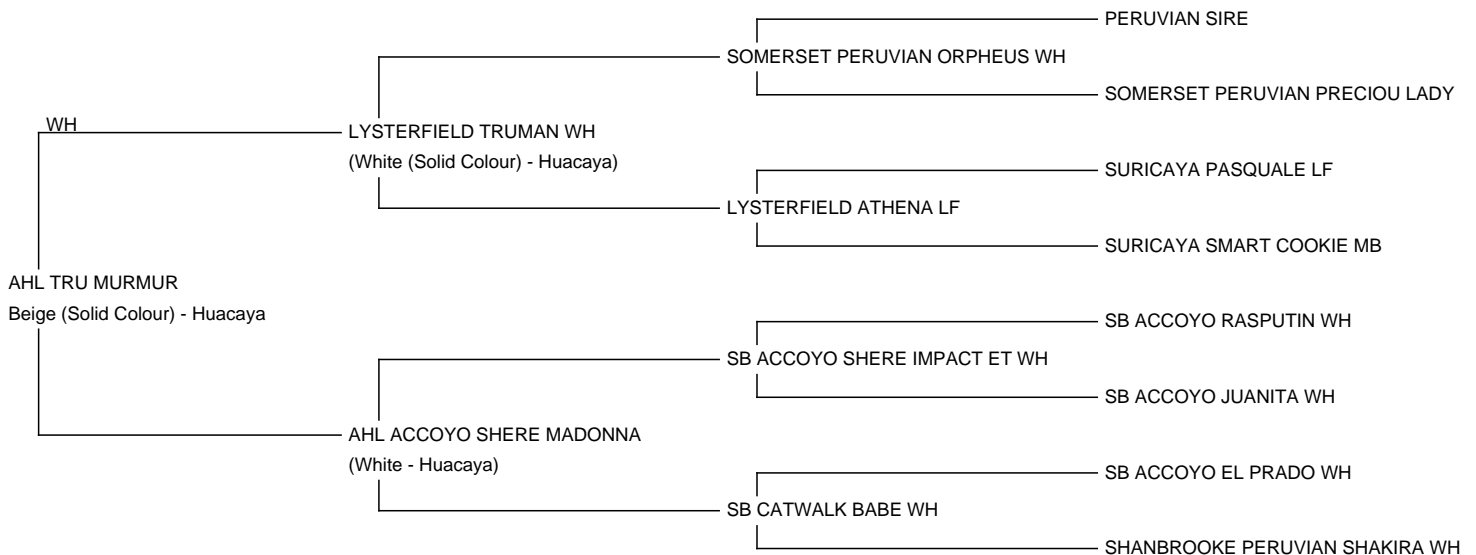 PERUVIAN SIRE
SOMERSET PERUVIAN ORPHEUS WH
SOMERSET PERUVIAN PRECIOU LADY
WH
LYSTERFIELD TRUMAN WH
(White (Solid Colour) - Huacaya)
SURICAYA PASQUALE LF
LYSTERFIELD ATHENA LF
SURICAYA SMART COOKIE MB
AHL TRU MURMUR
Beige (Solid Colour) - Huacaya
SB ACCOYO RASPUTIN WH
SB ACCOYO SHERE IMPACT ET WH
SB ACCOYO JUANITA WH
AHL ACCOYO SHERE MADONNA
(White - Huacaya)
SB ACCOYO EL PRADO WH
SB CATWALK BABE WH
SHANBROOKE PERUVIAN SHAKIRA WH